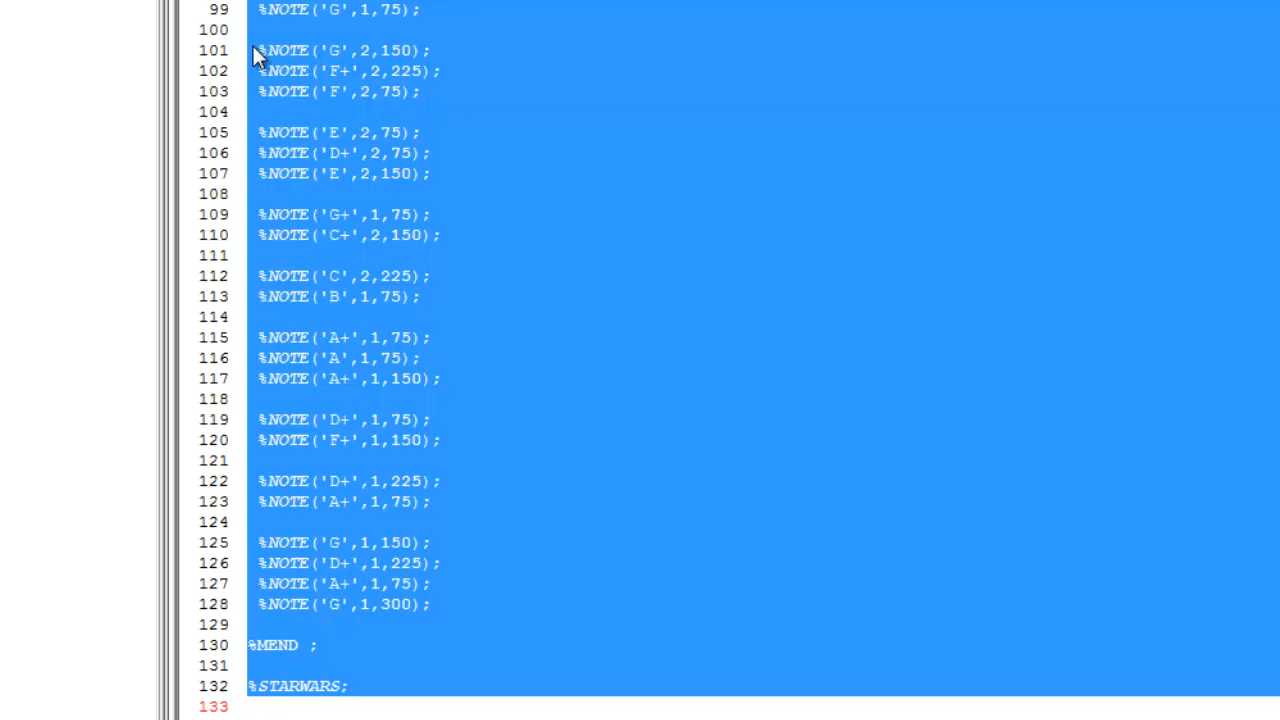 99 %NOTE('G',1,75);
100
101 %NOTE('G',2,150);
102 %NOTE('F+',2,225);
103 %NOTE('F',2,75);
104
105 %NOTE('E',2,75);
106 %NOTE('D+',2,75);
107 %NOTE('E',2,150);
108
109 %NOTE('G+',1,75);
110 %NOTE('C+',2,150);
111
112 %NOTE('C',2,225);
113 %NOTE('B',1,75);
114
115 %NOTE('A+',1,75);
116 %NOTE('A',1,75);
117 %NOTE('A+',1,150);
118
119 %NOTE('D+',1,75);
120 %NOTE('F+',1,150);
121
122 %NOTE('D+',1,225);
123 %NOTE('A+',1,75);
124
125 %NOTE('G',1,150);
126 %NOTE('D+',1,225);
127 %NOTE('A+',1,75);
128 %NOTE('G',1,300);
129
130 %MEND ;
131
132 %STARWARS;
133